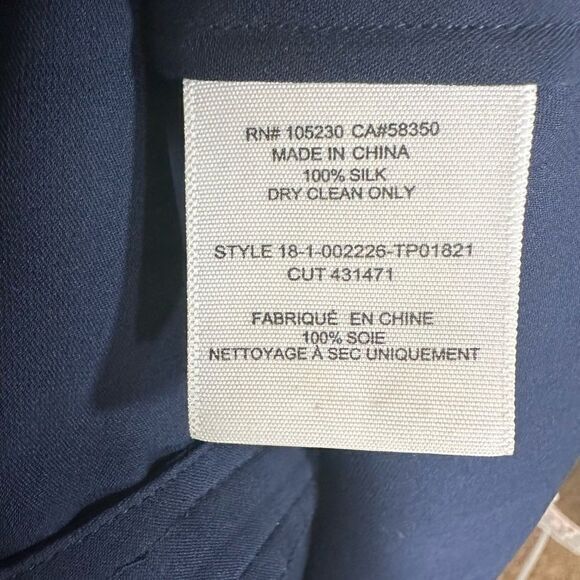 RN# 105230 CA#58350
MADE IN CHINA
100% SILK
DRY CLEAN ONLY
STYLE 18-1-002226-TP01821
CUT 431471
FABRIQUÉ EN CHINE
100% SOIE
NETTOYAGE À SEC UNIQUEMENT